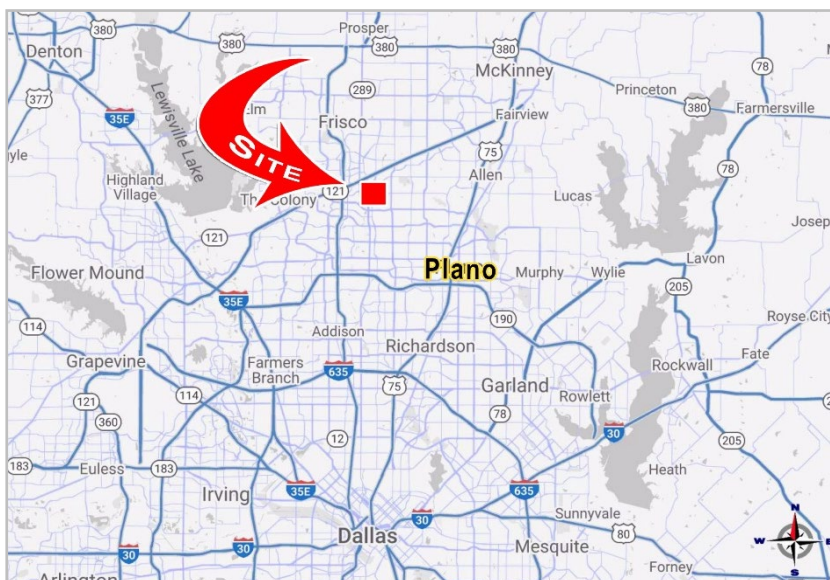 380
380
Prosper
380
380
Denton
McKinney
78
377
Lewisville Lake
289
Princeton
380
Farmersville
35E
Elm
Frisco
Fairview
yle
SITE
75
Highland
Village
The Colony
121
Allen
Lucas
78
121
Josep
Flower Mound
Plano
Murphy
Wylie
Lavon
35E
205
114
Addison
190
Royse City
Richardson
Grapevine
Farmers
Branch
635
Garland
Rockwall
Fate
121
114
75
Rowlett
360
12
78
30
205
183
Euless
183
Heath
Irving
35E
635
N
Dallas
30
Sunnyvale
80
W
E
30
30
Mesquite
S
Forney
Arlington